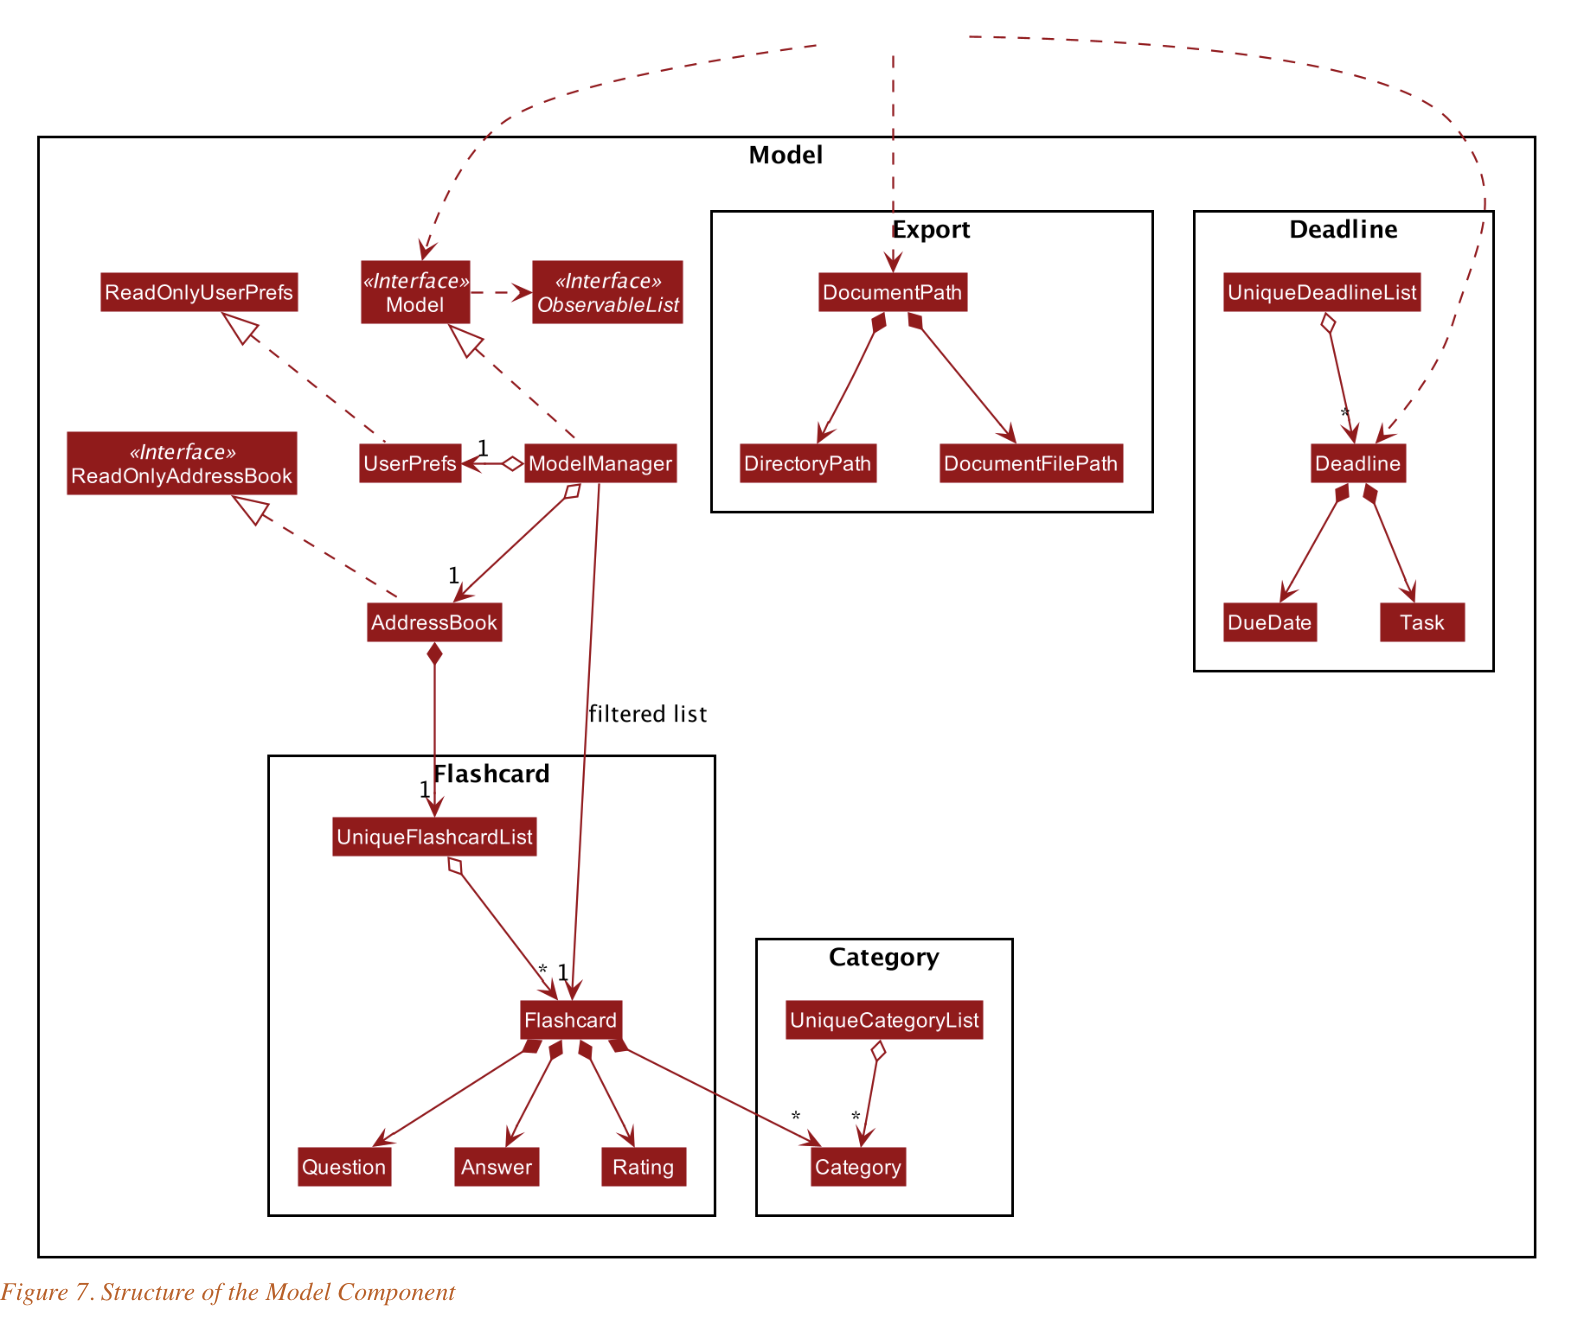 Model
Export
Deadline
ReadOnlyUserPrefs
«Interface»
Model
«Interface»
ObservableList
DocumentPath
UniqueDeadlineList
*
«Interface»
ReadOnlyAddressBook
UserPrefs
1
ModelManager
DirectoryPath
DocumentFilePath
Deadline
1
AddressBook
DueDate
Task
filtered list
Flashcard
1
UniqueFlashcardList
Category
* 1
Flashcard
UniqueCategoryList
*
*
Question
Answer
Rating
Category
Figure 7. Structure of the Model Component